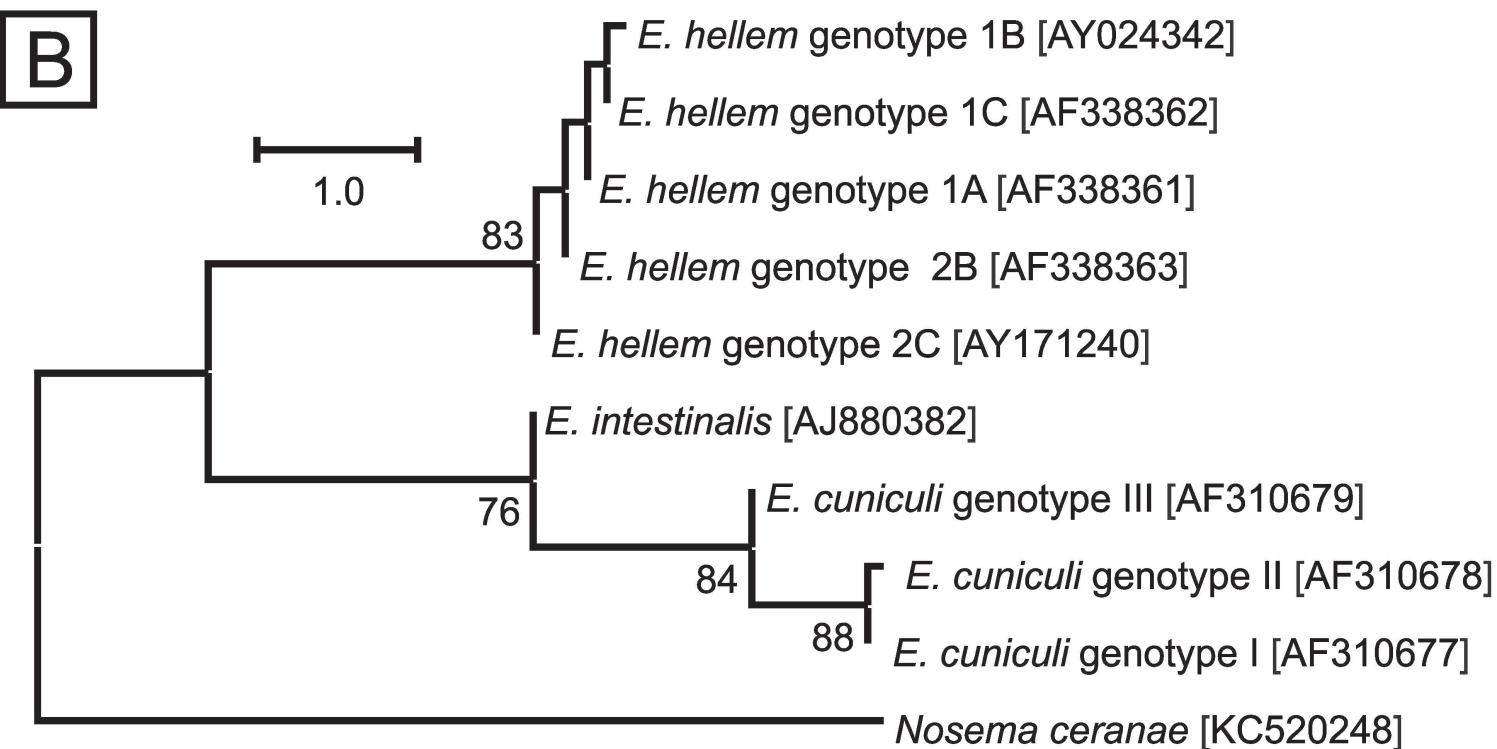 B
E. hellem genotype 1B [AY024342]
E. hellem genotype 1C [AF338362]
1.0
E. hellem genotype 1A [AF338361]
83
E. hellem genotype  2B [AF338363]
E. hellem genotype 2C [AY171240]
E. intestinalis [AJ880382]
76
E. cuniculi genotype III [AF310679]
84
E. cuniculi genotype II [AF310678]
88
E. cuniculi genotype I [AF310677]
Nosema ceranae [KC520248]